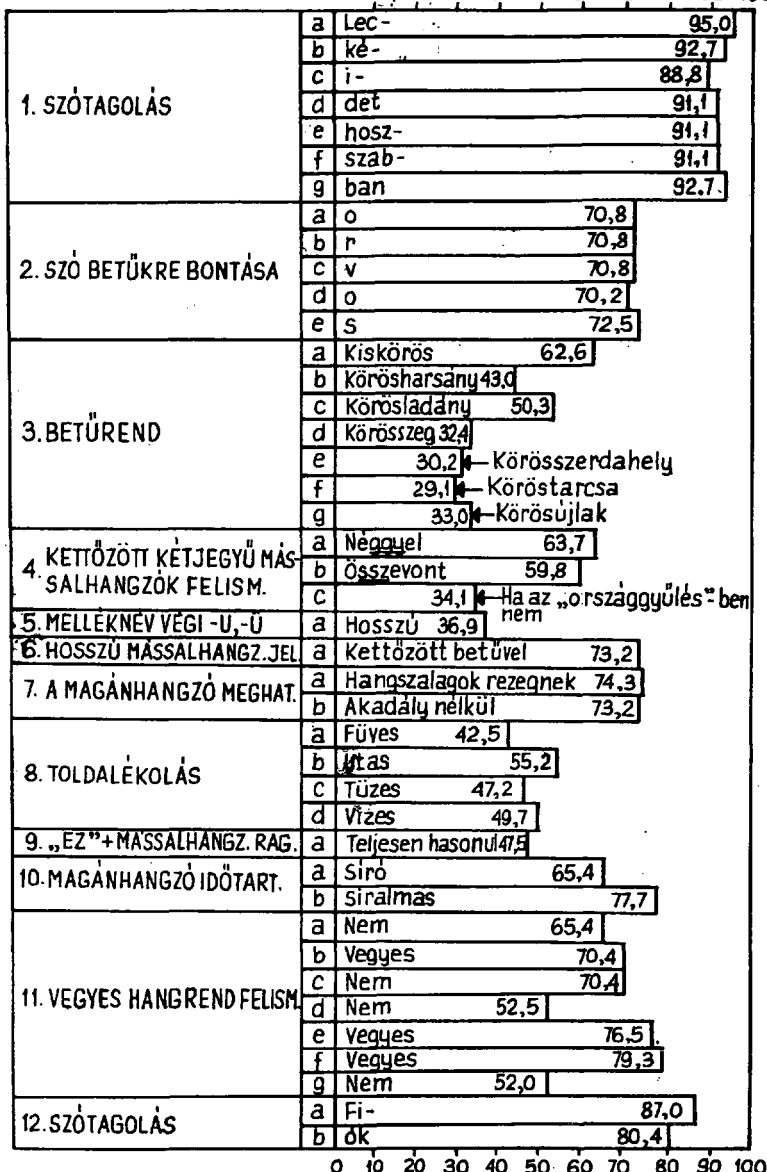 1. SZÓTAGOLÁS
a Lec- 95,0
b ké- 92,7
c i- 88,8
d det 91,1
e hosz- 91,1
f szab- 91,1
g ban 92.7
2. SZÓ BETŰKRE BONTÁSA
a o 70,8
b r 70,8
c v 70,8
d o 70,2
e s 72,5
3. BETŰREND
a Kiskörös 62,6
b Körösharsány 43,0
c Körösladány 50,3
d Körösszeg 32,4
e 30,2 Körösszerdahely
f 29,1 Köröstarcsa
g 33,0 Körösújlak
4. KETTŐZÖTT KÉTJEGYŰ MÁS-
SALHANGZÓK FELISM.
a Néggyel 63,7
b Összevont 59,8
c 34,1 Ha az „országgyűlés"-ben
nem
5. MELLÉKNÉV VÉGI -Ú,-Ű
a Hosszú 36,9
6. HOSSZÚ MÁSSALHANGZ. JEL.
a Kettőzött betűvel 73,2
7. A MAGÁNHANGZÓ MEGHAT.
a Hangszalagok rezegnek 74,3
b Akadály nélkül 73,2
8. TOLDALÉKOLÁS
a Füves 42,5
b Utas 55,2
c Tüzes 47,2
d Vizes 49,7
9. „EZ"+MÁSSALHANGZ. RAG.
a Teljesen hasonul 47,5
10. MAGÁNHANGZÓ IDŐTART.
a síró 65,4
b siralmas 77,7
11. VEGYES HANGREND FELISM.
a Nem 65,4
b Vegyes 70,4
c Nem 70,4
d Nem 52,5
e Vegyes 76,5
f Vegyes 79,3
g Nem 52,0
12. SZÓTAGOLÁS
a Fi- 87,0
b ók 80,4
0 10 20 30 40 50 60 70 80 90 100